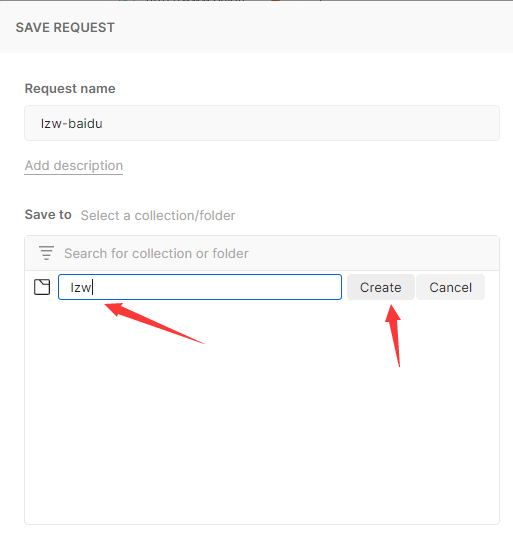 SAVE REQUEST
Request name
lzw-baidu
Add description
Save to Select a collection/folder
Search for collection or folder
lzw Create Cancel